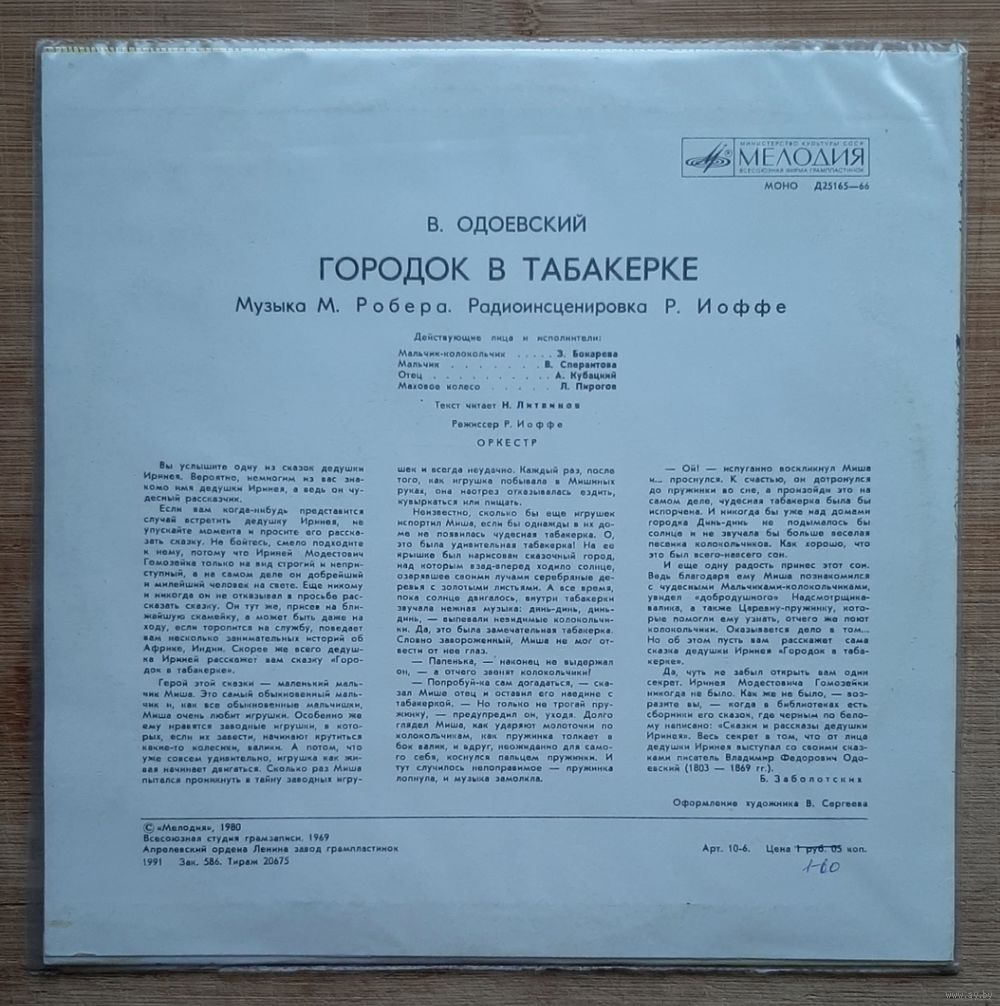 МИНИСТЕРСТВО КУЛЬТУРЫ СССР
МЕЛОДИЯ
ВСЕСОЮЗНАЯ ФИРМА ГРАМПЛАСТИНОК
МОНО Д25165—66
В. ОДОЕВСКИЙ
ГОРОДОК В ТАБАКЕРКЕ
Музыка М. Робера. Радиоинсценировка Р. Иоффе
Действующие лица и исполнители:
Мальчик-колокольчик ..... З. Бокарева
Мальчик ....... В. Сперантова
Отец .......... А. Кубацкий
Маховое колесо ..... Л. Пирогов
Текст читает Н. Литвинов
Режиссер Р. Иоффе
ОРКЕСТР
Вы услышите одну из сказок дедушки
Иринея. Вероятно, немногим из вас зна-
комо имя дедушки Иринея, а ведь он чу-
десный рассказчик.
Если вам когда-нибудь представится
случай встретить дедушку Иринея, не
упускайте момента и просите его расска-
зать сказку. Не бойтесь, смело подходите
к нему, потому что Ириней Модестович
Гомозейка только на вид строгий и непри-
ступный, а на самом деле он добрейший
и милейший человек на свете. Еще никому
и никогда он не отказывал в просьбе рас-
сказать сказку. Он тут же, присев на бли-
жайшую скамейку, а может быть даже на
ходу, если торопится на службу, поведает
вам несколько занимательных историй об
Африке, Индии. Скорее же всего дедуш-
ка Ириней расскажет вам сказку «Горо-
док в табакерке».
Герой этой сказки — маленький маль-
чик Миша. Это самый обыкновенный маль-
чик и, как все обыкновенные мальчишки,
Миша очень любит игрушки. Особенно же
ему нравятся заводные игрушки, в кото-
рых, если их завести, начинают крутиться
какие-то колесики, валики. А потом, что
уже совсем удивительно, игрушка как жи-
вая начинает двигаться. Сколько раз Миша
пытался проникнуть в тайну заводных игру-
шек и всегда неудачно. Каждый раз, после
того, как игрушка побывала в Мишиных
руках, она наотрез отказывалась ездить,
кувыркаться или пищать.
Неизвестно, сколько бы еще игрушек
испортил Миша, если бы однажды в их до-
ме не появилась чудесная табакерка. О,
это была удивительная табакерка! На ее
крышке был нарисован сказочный город,
над которым взад-вперед ходило солнце,
озарявшее своими лучами серебряные де-
ревья с золотыми листьями. А все время,
пока солнце двигалось, внутри табакерки
звучала нежная музыка: динь-динь, динь-
динь, — выпевали невидимые колокольчи-
ки. Да, это была замечательная табакерка.
Словно завороженный, Миша не мог от-
вести от нее глаз.
— Папенька, — наконец не выдержал
он, — а отчего звонят колокольчики?
— Попробуй-ка сам догадаться, — ска-
зал Мише отец и оставил его наедине с
табакеркой. — Но только не трогай пру-
жинку, — предупредил он, уходя. Долго
глядел Миша, как ударяют молоточки по
колокольчикам, как пружинка толкает в
бок валик, и вдруг, неожиданно для само-
го себя, коснулся пальцем пружинки. И
тут случилось непоправимое — пружинка
лопнула, и музыка замолкла.
— Ой! — испуганно воскликнул Миша
и... проснулся. К счастью, он дотронулся
до пружинки во сне, а произойди это на
самом деле, чудесная табакерка была бы
испорчена. И никогда бы уже над домами
городка Динь-динь не подымалось бы
солнце и не звучала бы больше веселая
песенка колокольчиков. Как хорошо, что
это был всего-навсего сон.
И еще одну радость принес этот сон.
Ведь благодаря ему Миша познакомился
с чудесными Мальчиками-колокольчиками,
увидел «добродушного» Надсмотрщика-
валика, а также Царевну-пружинку, кото-
рые помогли ему узнать, отчего же поют
колокольчики. Оказывается дело в том...
Но об этом пусть вам расскажет сама
сказка дедушки Иринея «Городок в таба-
керке».
Да, чуть не забыл открыть вам один
секрет. Иринея Модестовича Гомозейки
никогда не было. Как же не было, — воз-
разите вы, — когда в библиотеках есть
сборники его сказок, где черным по бело-
му написано: «Сказки и рассказы дедушки
Иринея». Весь секрет в том, что от лица
дедушки Иринея выступал со своими сказ-
ками писатель Владимир Федорович Одо-
евский (1803 — 1869 гг.).
Б. Заболотских
Оформление художника В. Сергеева
© «Мелодия», 1980
Всесоюзная студия грамзаписи. 1969
Апрелевский ордена Ленина завод грампластинок
1991 Зак. 586. Тираж 20675
Арт. 10-6. Цена 1 руб. 05 коп.
1-60
www.av.by